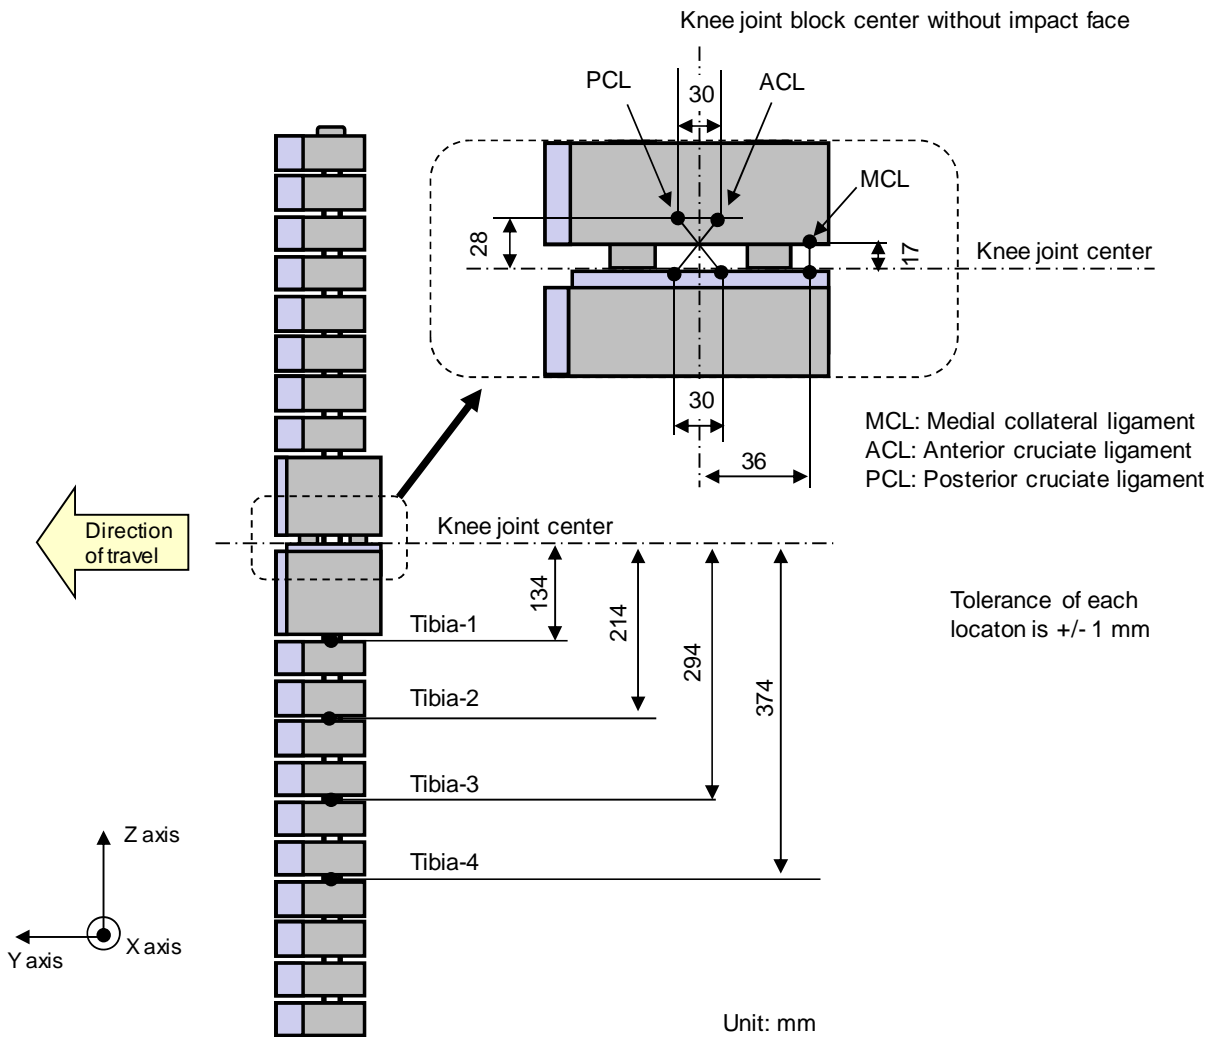 Knee joint block center without impact face
PCL
ACL
30
MCL
28
17
Knee joint center
30
36
MCL: Medial collateral ligament
ACL: Anterior cruciate ligament
PCL: Posterior cruciate ligament
Direction
of travel
Knee joint center
134
214
294
374
Tibia-1
Tibia-2
Tibia-3
Tibia-4
Tolerance of each
locaton is +/- 1 mm
Z axis
X axis
Y axis
Unit: mm